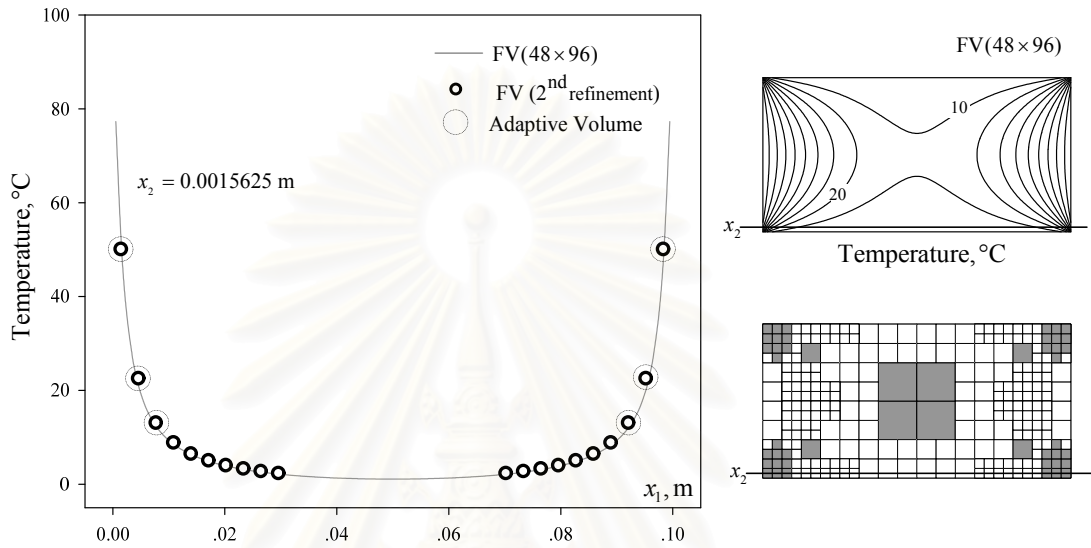 100
80
60
40
20
0
Temperature, °C
FV(48×96)
FV (2nd refinement)
Adaptive Volume
x₂ = 0.0015625 m
x₁, m
0.00
.02
.04
.06
.08
.10
FV(48×96)
10
20
x₂
Temperature, °C
x₂